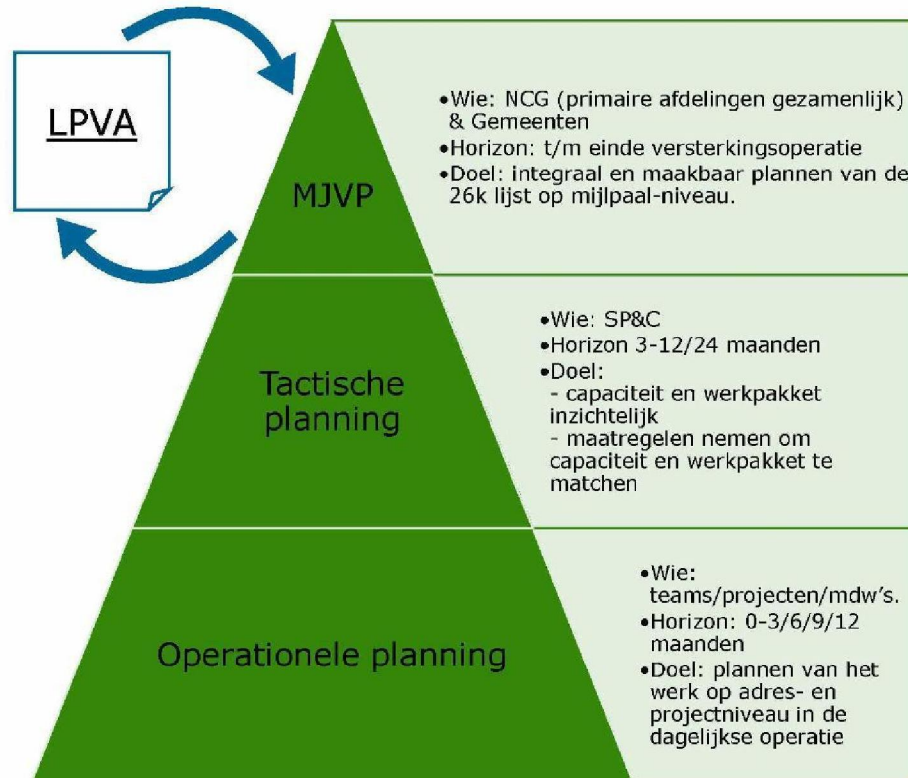 LPVA
MJVP
•Wie: NCG (primaire afdelingen gezamenlijk)
& Gemeenten
•Horizon: t/m einde versterkingsoperatie
•Doel: integraal en maakbaar plannen van de
26k lijst op mijlpaal-niveau.
Tactische
planning
•Wie: SP&C
•Horizon 3-12/24 maanden
•Doel:
- capaciteit en werkpakket
inzichtelijk
- maatregelen nemen om
capaciteit en werkpakket te
matchen
Operationele planning
•Wie:
teams/projecten/mdw's.
•Horizon: 0-3/6/9/12
maanden
•Doel: plannen van het
werk op adres- en
projectniveau in de
dagelijkse operatie